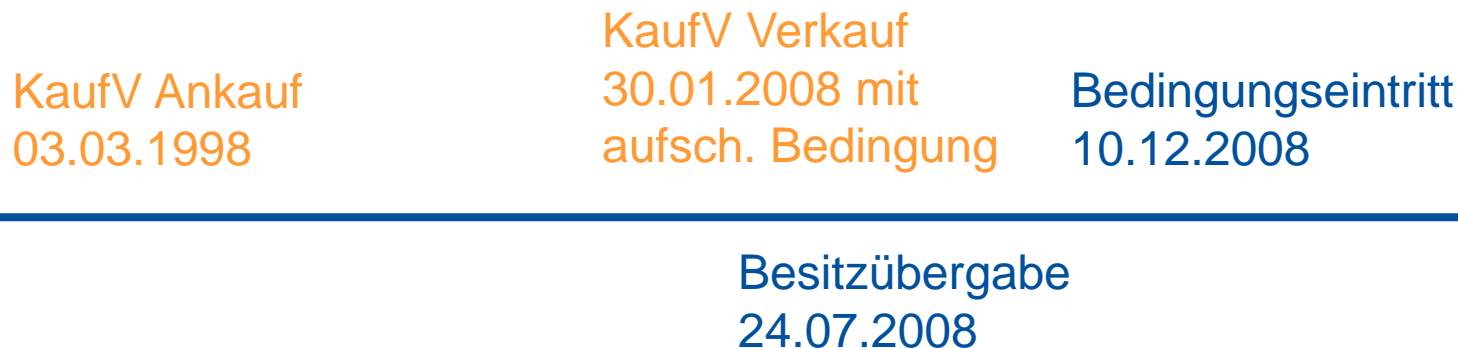 KaufV Ankauf
03.03.1998
KaufV Verkauf
30.01.2008 mit
aufsch. Bedingung
Bedingungseintritt
10.12.2008
Besitzübergabe
24.07.2008